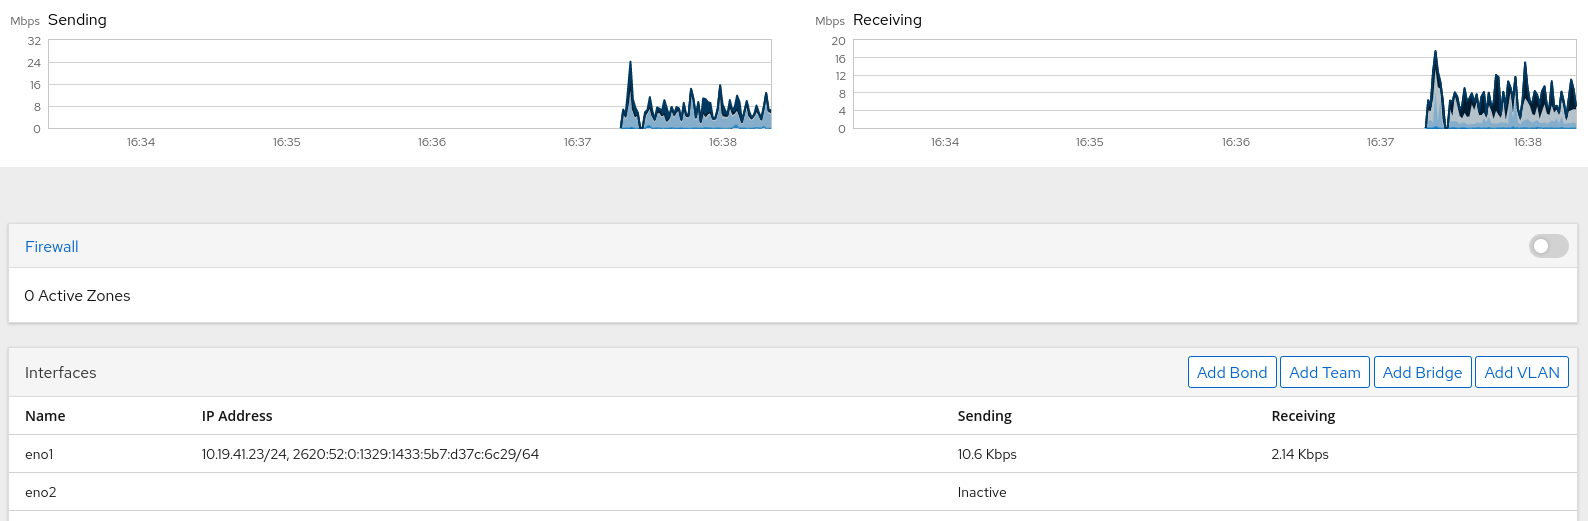 Mbps Sending
32
24
16
8
0
16:34 16:35 16:36 16:37 16:38
Mbps Receiving
20
16
12
8
4
0
16:34 16:35 16:36 16:37 16:38
Firewall
0 Active Zones
Interfaces Add Bond Add Team Add Bridge Add VLAN
Name IP Address Sending Receiving
eno1 10.19.41.23/24, 2620:52:0:1329:1433:5b7:d37c:6c29/64 10.6 Kbps 2.14 Kbps
eno2 Inactive